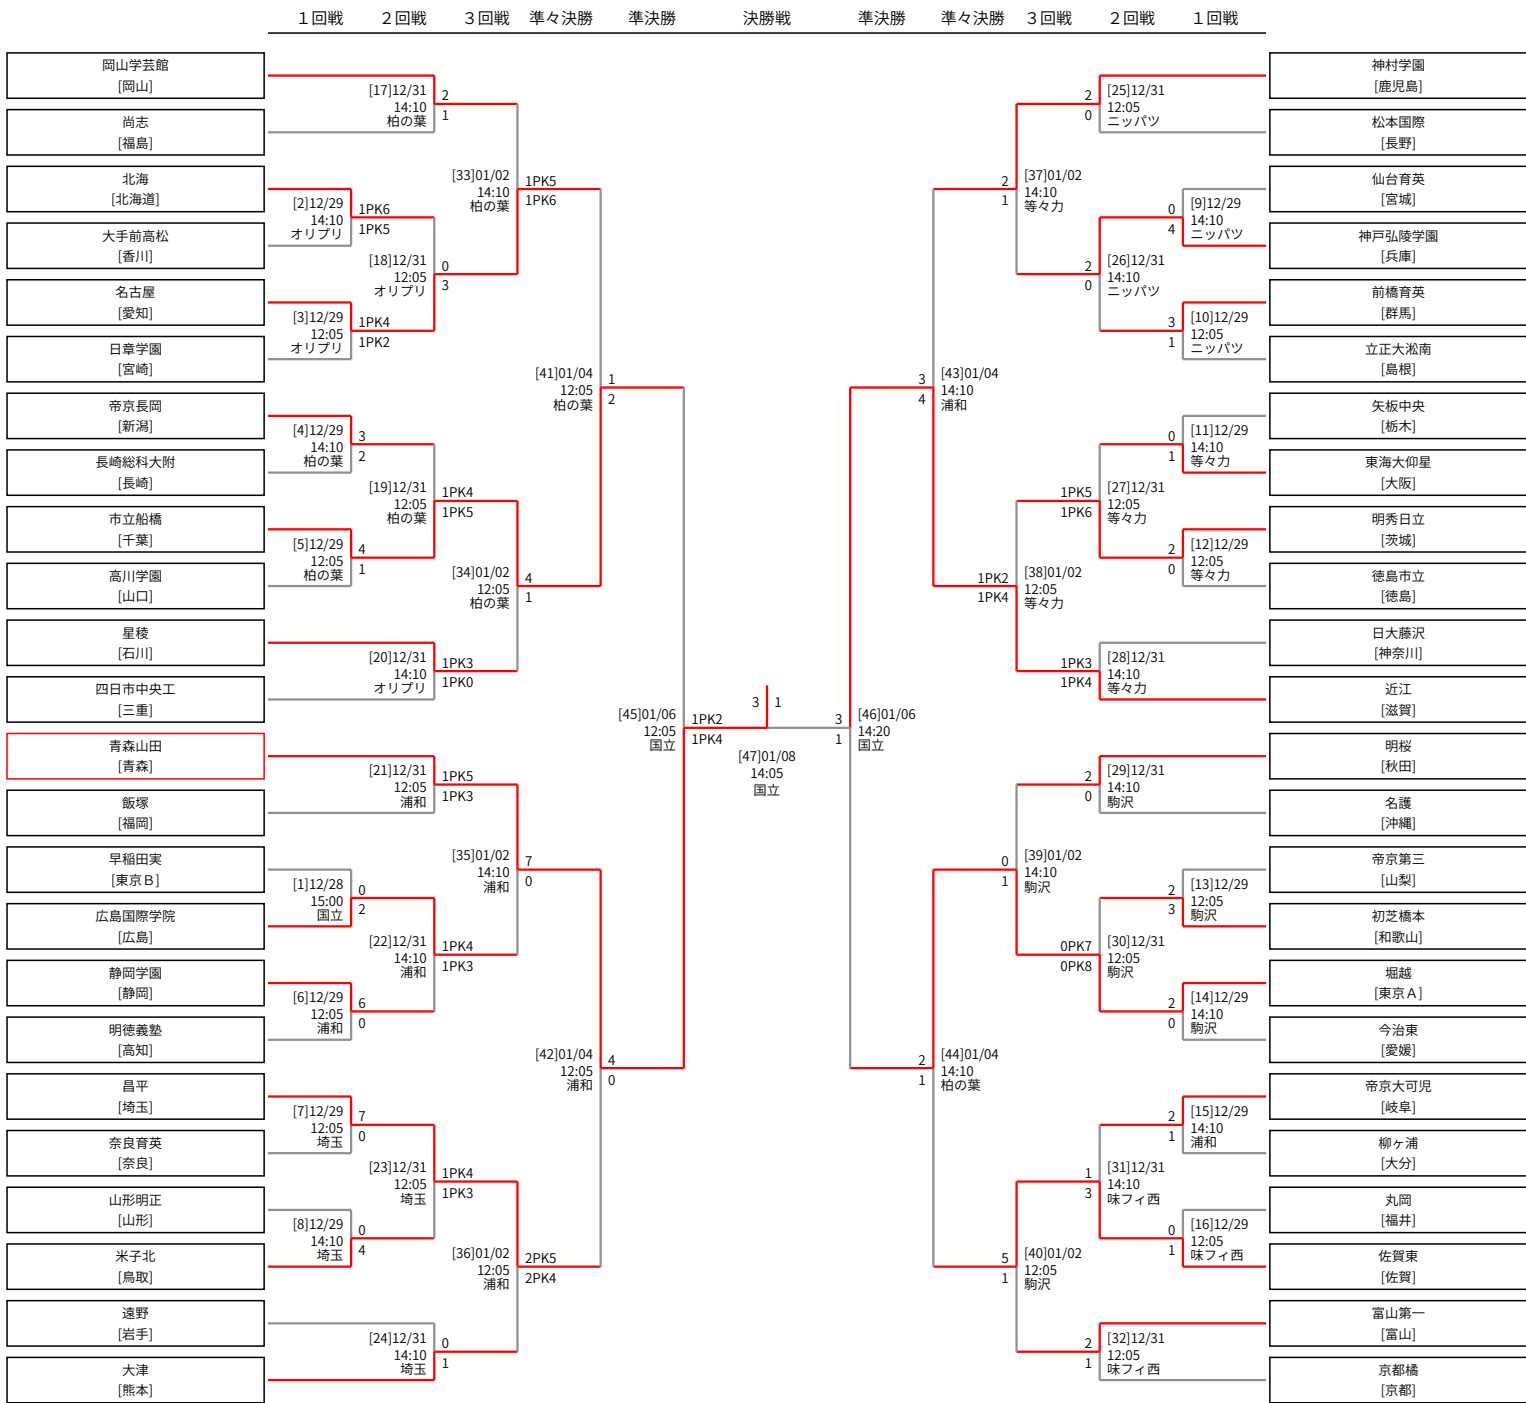 １回戦 ２回戦 ３回戦 準々決勝 準決勝 決勝戦 準決勝 準々決勝 ３回戦 ２回戦 １回戦
岡山学芸館
[岡山]
尚志
[福島]
北海
[北海道]
大手前高松
[香川]
名古屋
[愛知]
日章学園
[宮崎]
帝京長岡
[新潟]
長崎総科大附
[長崎]
市立船橋
[千葉]
高川学園
[山口]
星稜
[石川]
四日市中央工
[三重]
青森山田
[青森]
飯塚
[福岡]
早稲田実
[東京Ｂ]
広島国際学院
[広島]
静岡学園
[静岡]
明徳義塾
[高知]
昌平
[埼玉]
奈良育英
[奈良]
山形明正
[山形]
米子北
[鳥取]
遠野
[岩手]
大津
[熊本]
[2]12/29
14:10
オリプリ
1PK6
1PK5
[3]12/29
12:05
オリプリ
1PK4
1PK2
[4]12/29
14:10
柏の葉
3
2
[5]12/29
12:05
柏の葉
4
1
[1]12/28
15:00
国立
0
2
[6]12/29
12:05
浦和
6
0
[7]12/29
12:05
埼玉
7
0
[8]12/29
14:10
埼玉
0
4
[17]12/31
14:10
柏の葉
2
1
[18]12/31
12:05
オリプリ
0
3
[19]12/31
12:05
柏の葉
1PK4
1PK5
[20]12/31
14:10
オリプリ
1PK3
1PK0
[21]12/31
12:05
浦和
1PK5
1PK3
[22]12/31
14:10
浦和
1PK4
1PK3
[23]12/31
12:05
埼玉
1PK4
1PK3
[24]12/31
14:10
埼玉
0
1
[33]01/02
14:10
柏の葉
1PK5
1PK6
[34]01/02
12:05
柏の葉
4
1
[35]01/02
14:10
浦和
7
0
[36]01/02
12:05
浦和
2PK5
2PK4
[41]01/04
12:05
柏の葉
1
2
[42]01/04
12:05
浦和
4
0
[45]01/06
12:05
国立
1PK2
1PK4
3 1
[47]01/08
14:05
国立
3
1
[46]01/06
14:20
国立
3
4
[43]01/04
14:10
浦和
2
1
[44]01/04
14:10
柏の葉
2
1
[37]01/02
14:10
等々力
1PK2
1PK4
[38]01/02
12:05
等々力
0
1
[39]01/02
14:10
駒沢
5
1
[40]01/02
12:05
駒沢
2
0
[25]12/31
12:05
ニッパツ
2
0
[26]12/31
14:10
ニッパツ
1PK5
1PK6
[27]12/31
12:05
等々力
1PK3
1PK4
[28]12/31
14:10
等々力
2
0
[29]12/31
14:10
駒沢
0PK7
0PK8
[30]12/31
12:05
駒沢
1
3
[31]12/31
14:10
味フィ西
2
1
[32]12/31
12:05
味フィ西
0
4
[9]12/29
14:10
ニッパツ
3
1
[10]12/29
12:05
ニッパツ
0
1
[11]12/29
14:10
等々力
2
0
[12]12/29
12:05
等々力
2
3
[13]12/29
12:05
駒沢
2
0
[14]12/29
14:10
駒沢
2
1
[15]12/29
14:10
浦和
0
1
[16]12/29
12:05
味フィ西
神村学園
[鹿児島]
松本国際
[長野]
仙台育英
[宮城]
神戸弘陵学園
[兵庫]
前橋育英
[群馬]
立正大淞南
[島根]
矢板中央
[栃木]
東海大仰星
[大阪]
明秀日立
[茨城]
徳島市立
[徳島]
日大藤沢
[神奈川]
近江
[滋賀]
明桜
[秋田]
名護
[沖縄]
帝京第三
[山梨]
初芝橋本
[和歌山]
堀越
[東京Ａ]
今治東
[愛媛]
帝京大可児
[岐阜]
柳ヶ浦
[大分]
丸岡
[福井]
佐賀東
[佐賀]
富山第一
[富山]
京都橘
[京都]